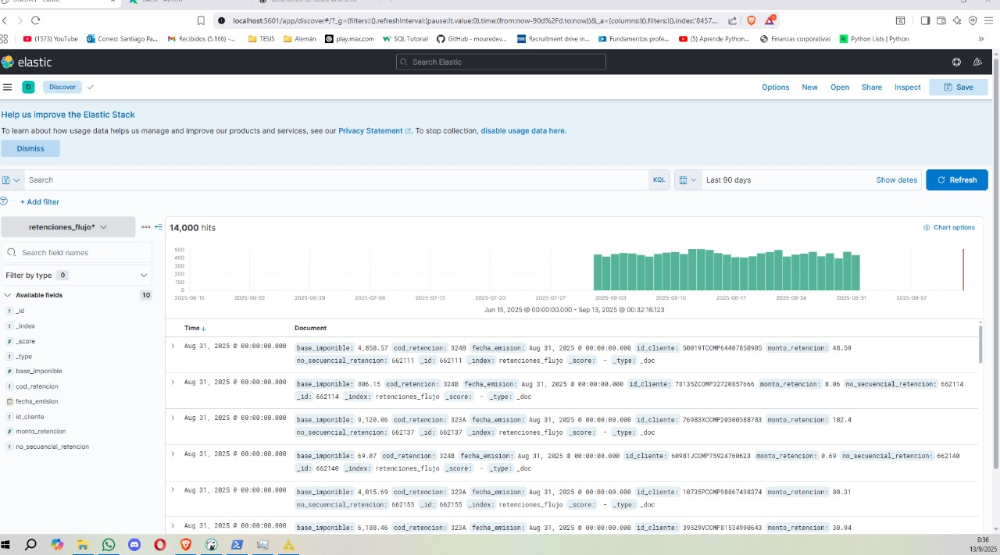 Discover - Elastic
DAGs - Airflow
Generación de datos sintéticos
localhost:5601/app/discover#/?_g=(filters:!(),refreshInterval:(pause:!t,value:0),time:(from:now-90d%2Fd,to:now))&_a=(columns:!(),filters:!(),index:'8457...
(1573) YouTube
Correo: Santiago Pa...
Recibidos (5.166) -...
TESIS
Alemán
play.maxcom
SQL Tutorial
GitHub - mouredev...
Recruitment drive in...
Fundamentos profe...
(5) Aprende Python...
Finanzas corporativas
Python Lists | Python
elastic
Search Elastic
D
Discover
Options
New
Open
Share
Inspect
Save
Help us improve the Elastic Stack
To learn about how usage data helps us manage and improve our products and services, see our Privacy Statement. To stop collection, disable usage data here.
Dismiss
Search
KQL
Last 90 days
Show dates
Refresh
+ Add filter
retenciones_flujo*
Search field names
Filter by type 0
Available fields 10
t _id
t _index
# _score
t _type
# base_imponible
t cod_retencion
fecha_emision
t id_cliente
# monto_retencion
t no_secuencial_retencion
14,000 hits
Chart options
500
400
300
200
100
0
2025-06-15 2025-06-22 2025-06-29 2025-07-06 2025-07-13 2025-07-20 2025-07-27 2025-08-03 2025-08-10 2025-08-17 2025-08-24 2025-08-31 2025-09-07
Jun 15, 2025 @ 00:00:00.000 - Sep 13, 2025 @ 00:32:16.123
Time Document
Aug 31, 2025 @ 00:00:00.000 base_imponible: 4,858.57 cod_retencion: 324B fecha_emision: Aug 31, 2025 @ 00:00:00.000 id_cliente: 50019TCOMP64407850905 monto_retencion: 48.59
no_secuencial_retencion: 662111 _id: 662111 _index: retenciones_flujo _score: - _type: _doc
Aug 31, 2025 @ 00:00:00.000 base_imponible: 806.15 cod_retencion: 324B fecha_emision: Aug 31, 2025 @ 00:00:00.000 id_cliente: 78135ZCOMP32720857666 monto_retencion: 8.06 no_secuencial_retencion: 662114
_id: 662114 _index: retenciones_flujo _score: - _type: _doc
Aug 31, 2025 @ 00:00:00.000 base_imponible: 9,120.06 cod_retencion: 323A fecha_emision: Aug 31, 2025 @ 00:00:00.000 id_cliente: 76983XCOMP20300588783 monto_retencion: 182.4
no_secuencial_retencion: 662137 _id: 662137 _index: retenciones_flujo _score: - _type: _doc
Aug 31, 2025 @ 00:00:00.000 base_imponible: 69.07 cod_retencion: 324B fecha_emision: Aug 31, 2025 @ 00:00:00.000 id_cliente: 60981JCOMP75924760623 monto_retencion: 0.69 no_secuencial_retencion: 662140
_id: 662140 _index: retenciones_flujo _score: - _type: _doc
Aug 31, 2025 @ 00:00:00.000 base_imponible: 4,015.69 cod_retencion: 323A fecha_emision: Aug 31, 2025 @ 00:00:00.000 id_cliente: 10735PCOMP98867498374 monto_retencion: 80.31
no_secuencial_retencion: 662155 _id: 662155 _index: retenciones_flujo _score: - _type: _doc
Aug 31, 2025 @ 00:00:00.000 base_imponible: 6,188.46 cod_retencion: 324B fecha_emision: Aug 31, 2025 @ 00:00:00.000 id_cliente: 39529VCOMP81534990643 monto_retencion: 30.94
0:36
13/9/2025